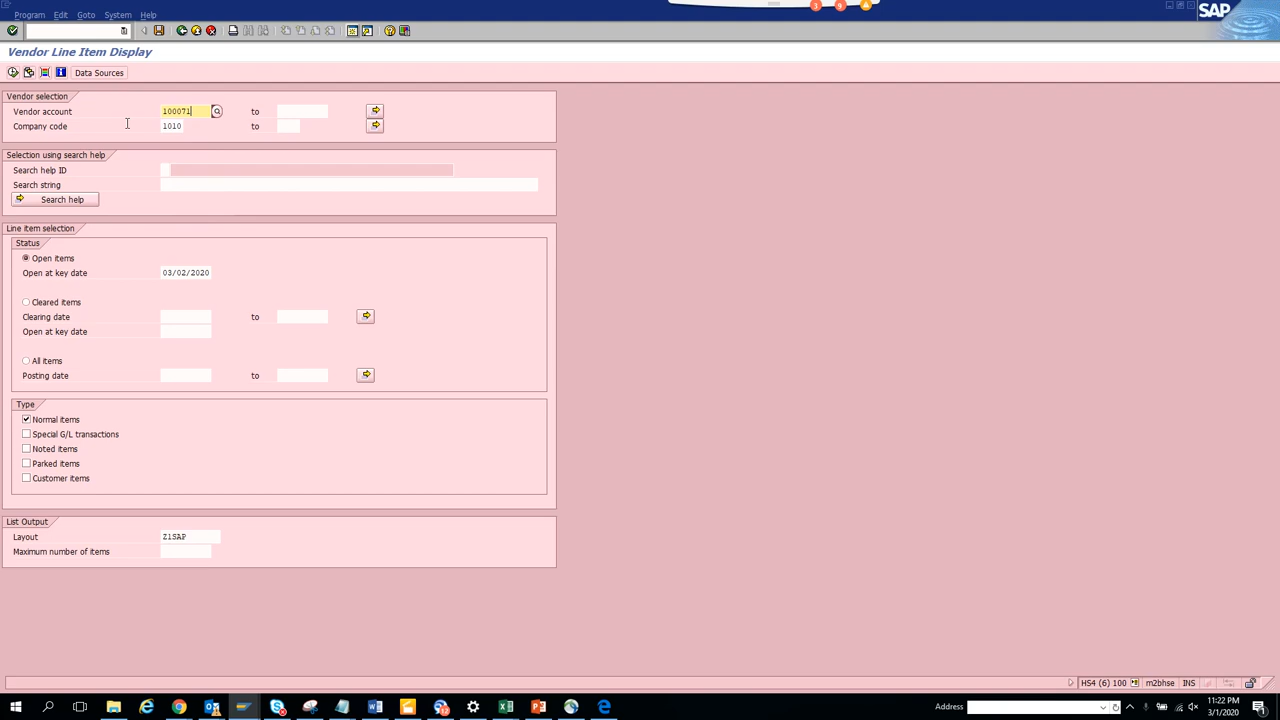 Program Edit Goto System Help
3 9
SAP
Vendor Line Item Display
Data Sources
Vendor selection
Vendor account 100071 to
Company code 1010 to
Selection using search help
Search help ID
Search string
Search help
Line item selection
Status
Open items
Open at key date 03/02/2020
Cleared items
Clearing date to
Open at key date
All items
Posting date to
Type
Normal items
Special G/L transactions
Noted items
Parked items
Customer items
List Output
Layout Z1SAP
Maximum number of items
HS4 (6) 100 m2bhse INS
Address
11:22 PM
3/1/2020